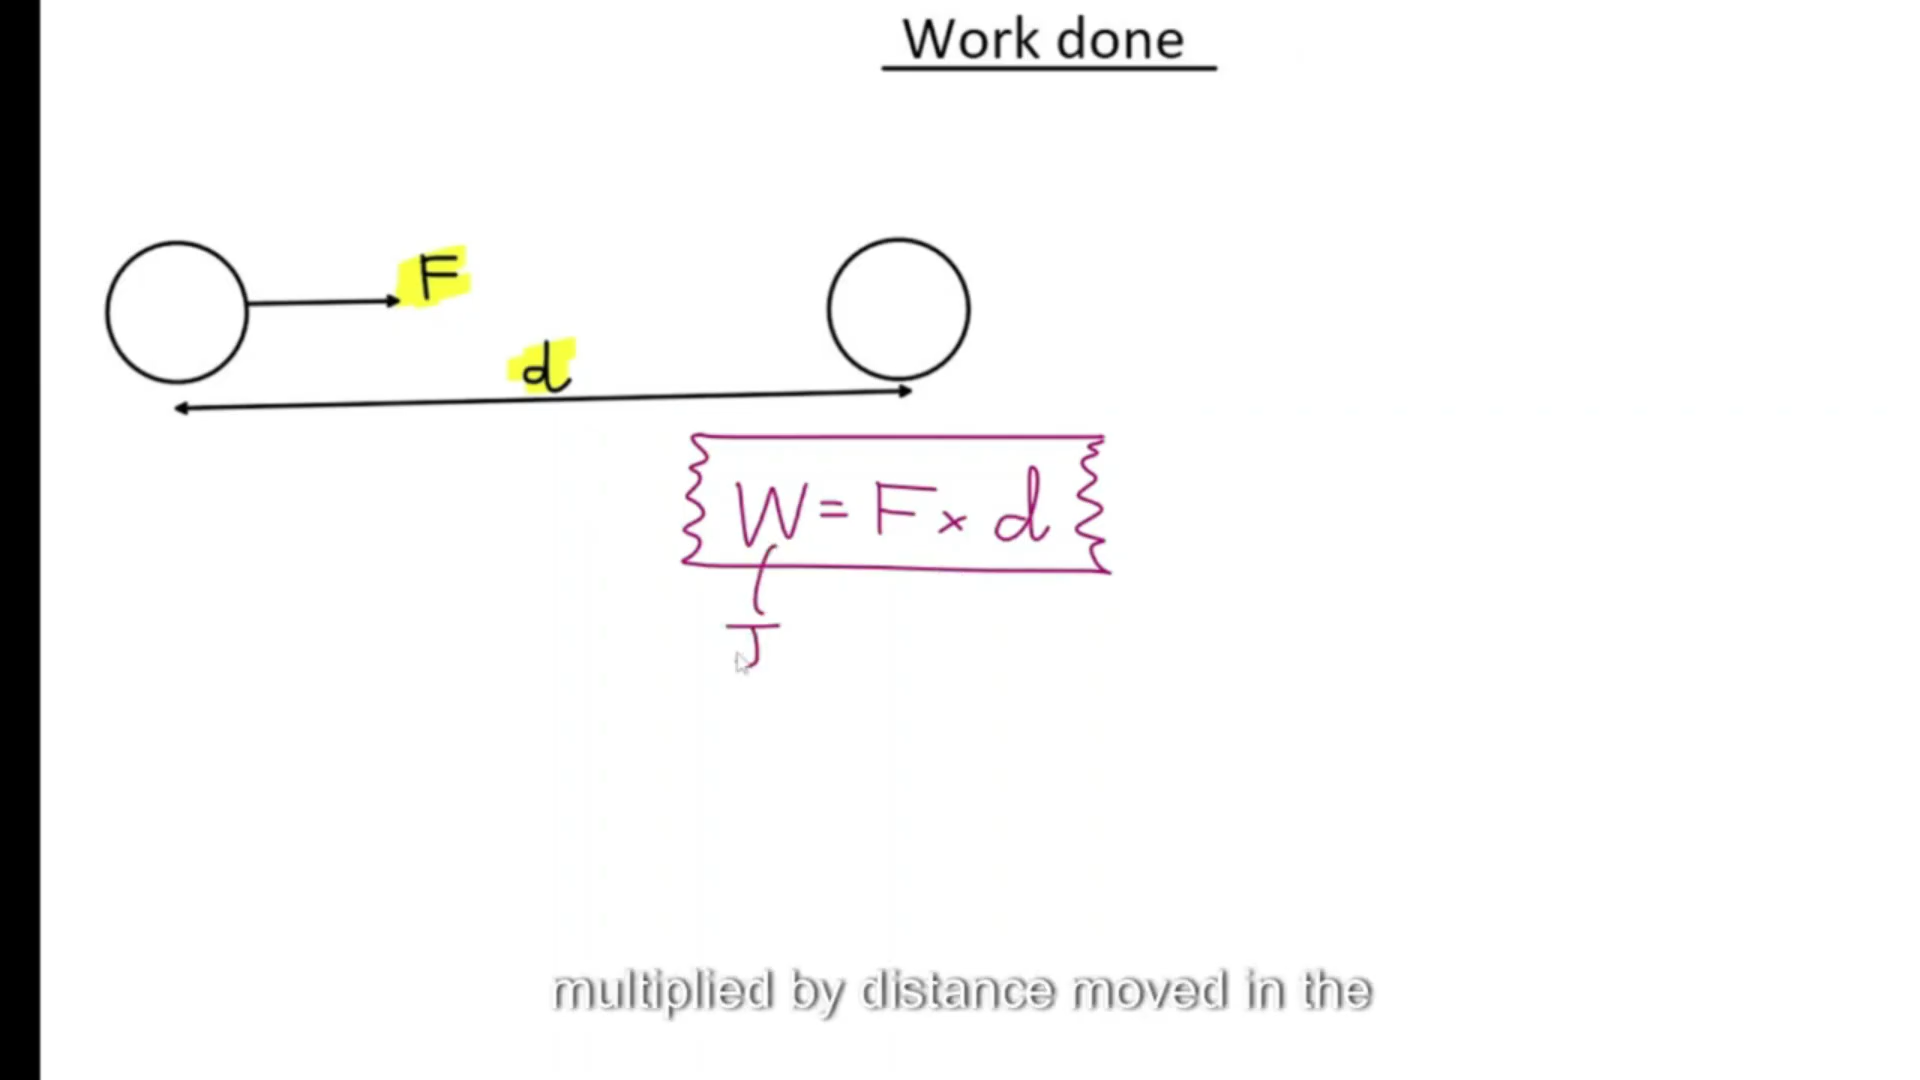 Work done
F
d
W = F × d
J
multiplied by distance moved in the